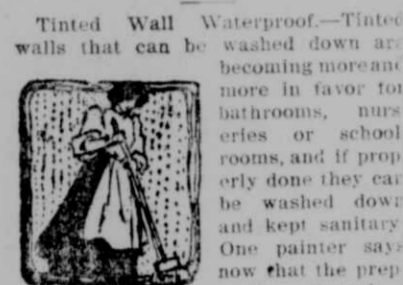 Tinted Wall Waterproof.—Tinted
walls that can be washed down are
becoming more and
more in favor for
bathrooms, nurs
eries or school
rooms, and if prop
erly done they can
be washed down
and kept sanitary
One painter says
now that the prep